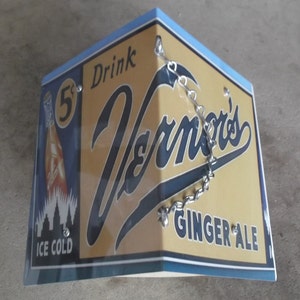 Drink
5¢
Vernor's
GINGER ALE
ICE COLD